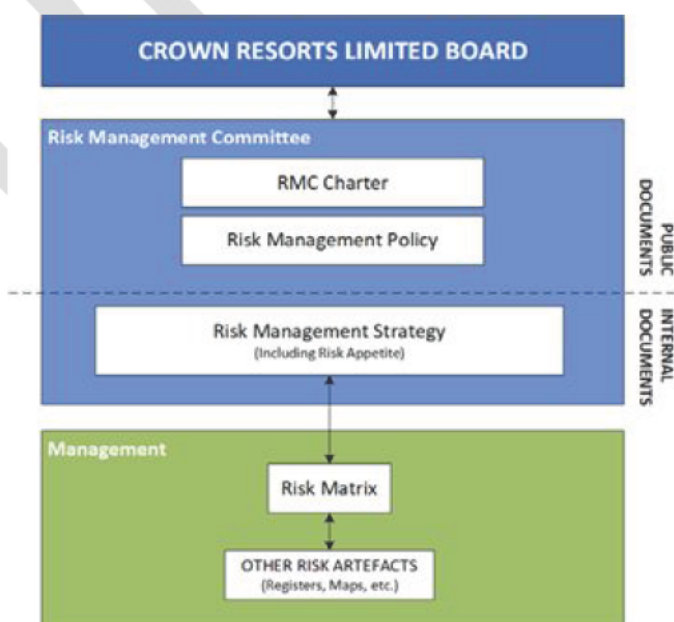 CROWN RESORTS LIMITED BOARD
Risk Management Committee
RMC Charter
Risk Management Policy
PUBLIC
DOCUMENTS
Risk Management Strategy
(Including Risk Appetite)
INTERNAL
DOCUMENTS
Management
Risk Matrix
OTHER RISK ARTEFACTS
(Registers, Maps, etc.)